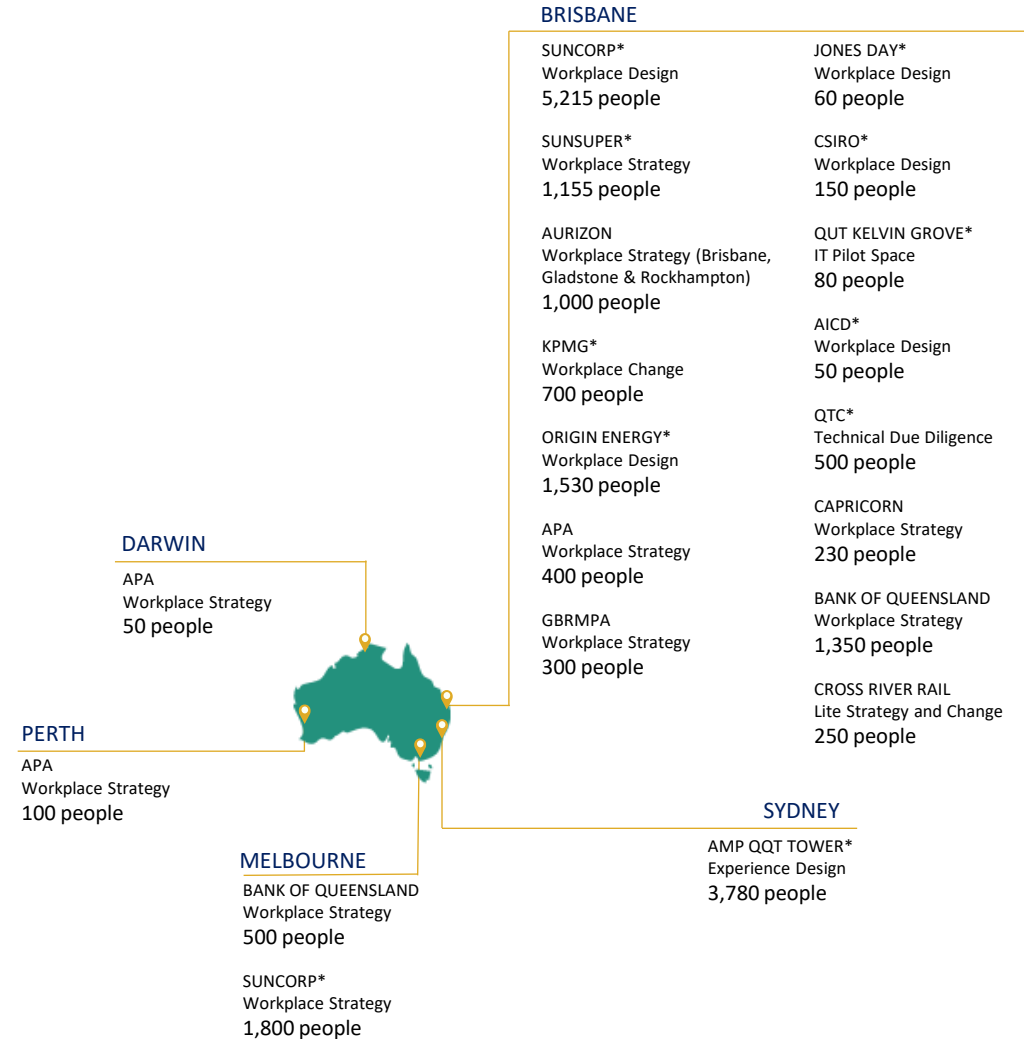 BRISBANE
SUNCORP*
Workplace Design
5,215 people
SUNSUPER*
Workplace Strategy
1,155 people
AURIZON
Workplace Strategy (Brisbane,
Gladstone & Rockhampton)
1,000 people
KPMG*
Workplace Change
700 people
ORIGIN ENERGY*
Workplace Design
1,530 people
APA
Workplace Strategy
400 people
GBRMPA
Workplace Strategy
300 people
JONES DAY*
Workplace Design
60 people
CSIRO*
Workplace Design
150 people
QUT KELVIN GROVE*
IT Pilot Space
80 people
AICD*
Workplace Design
50 people
QTC*
Technical Due Diligence
500 people
CAPRICORN
Workplace Strategy
230 people
BANK OF QUEENSLAND
Workplace Strategy
1,350 people
CROSS RIVER RAIL
Lite Strategy and Change
250 people
DARWIN
APA
Workplace Strategy
50 people
PERTH
APA
Workplace Strategy
100 people
MELBOURNE
BANK OF QUEENSLAND
Workplace Strategy
500 people
SUNCORP*
Workplace Strategy
1,800 people
SYDNEY
AMP QQT TOWER*
Experience Design
3,780 people